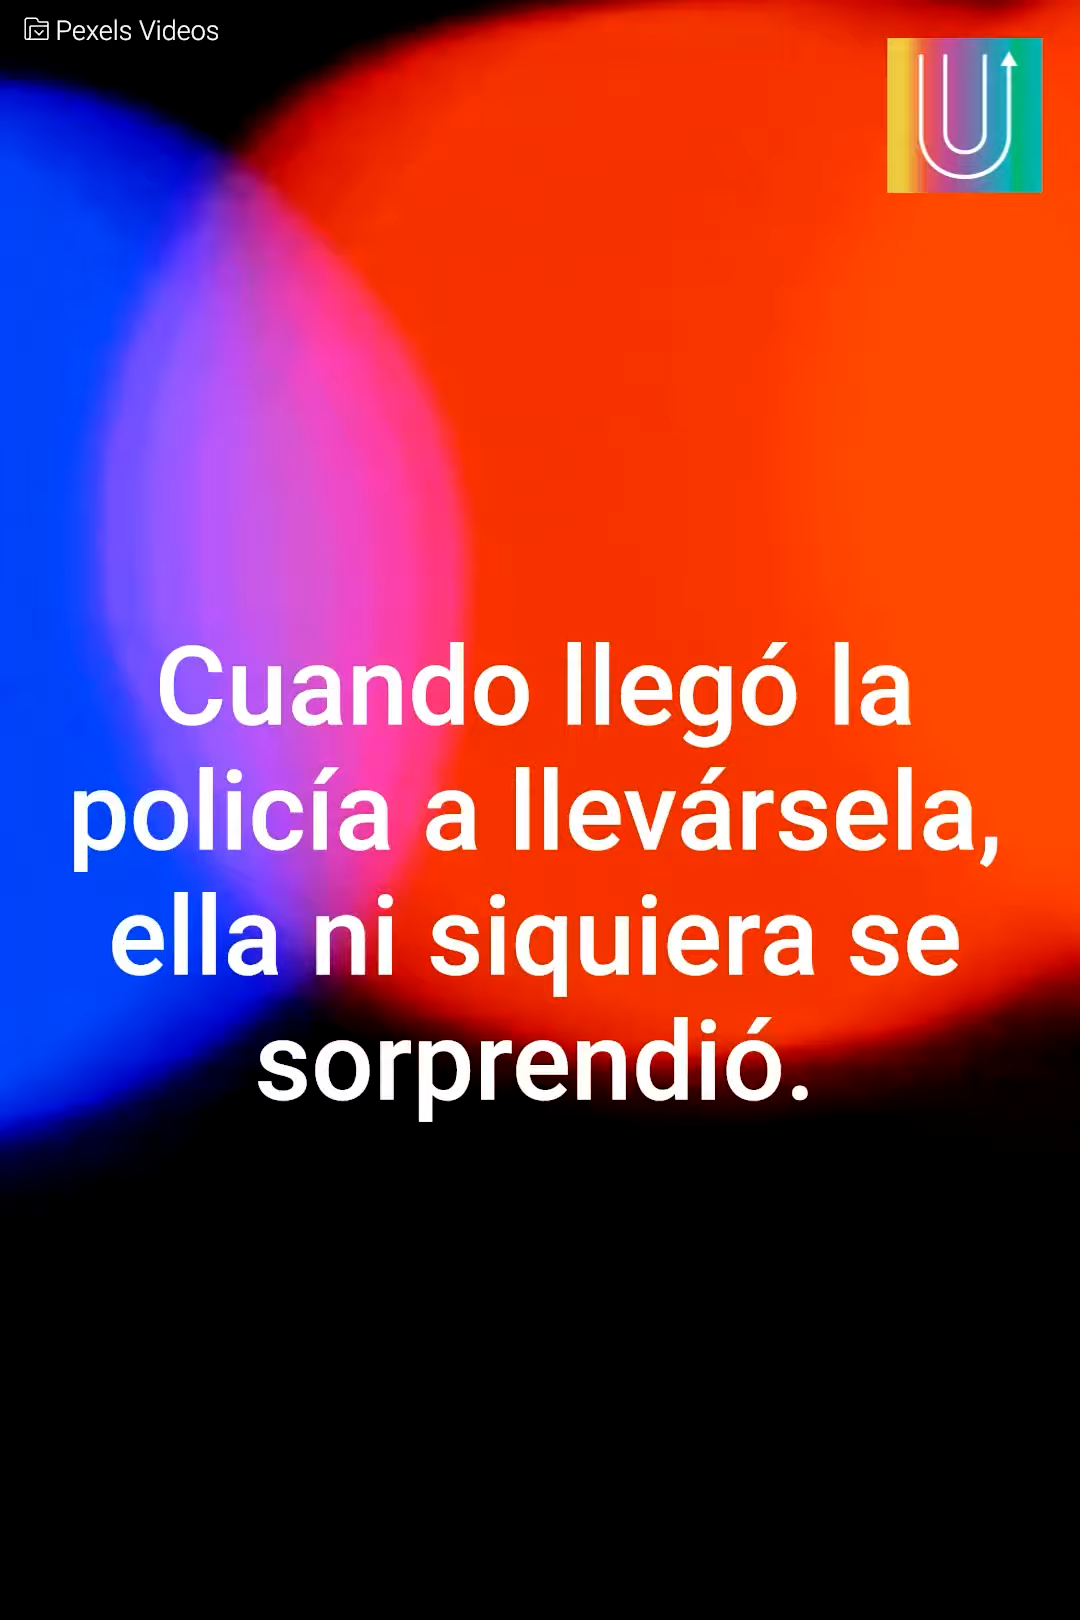 Pexels Videos
U
Cuando llegó la
policía a llevársela,
ella ni siquiera se
sorprendió.